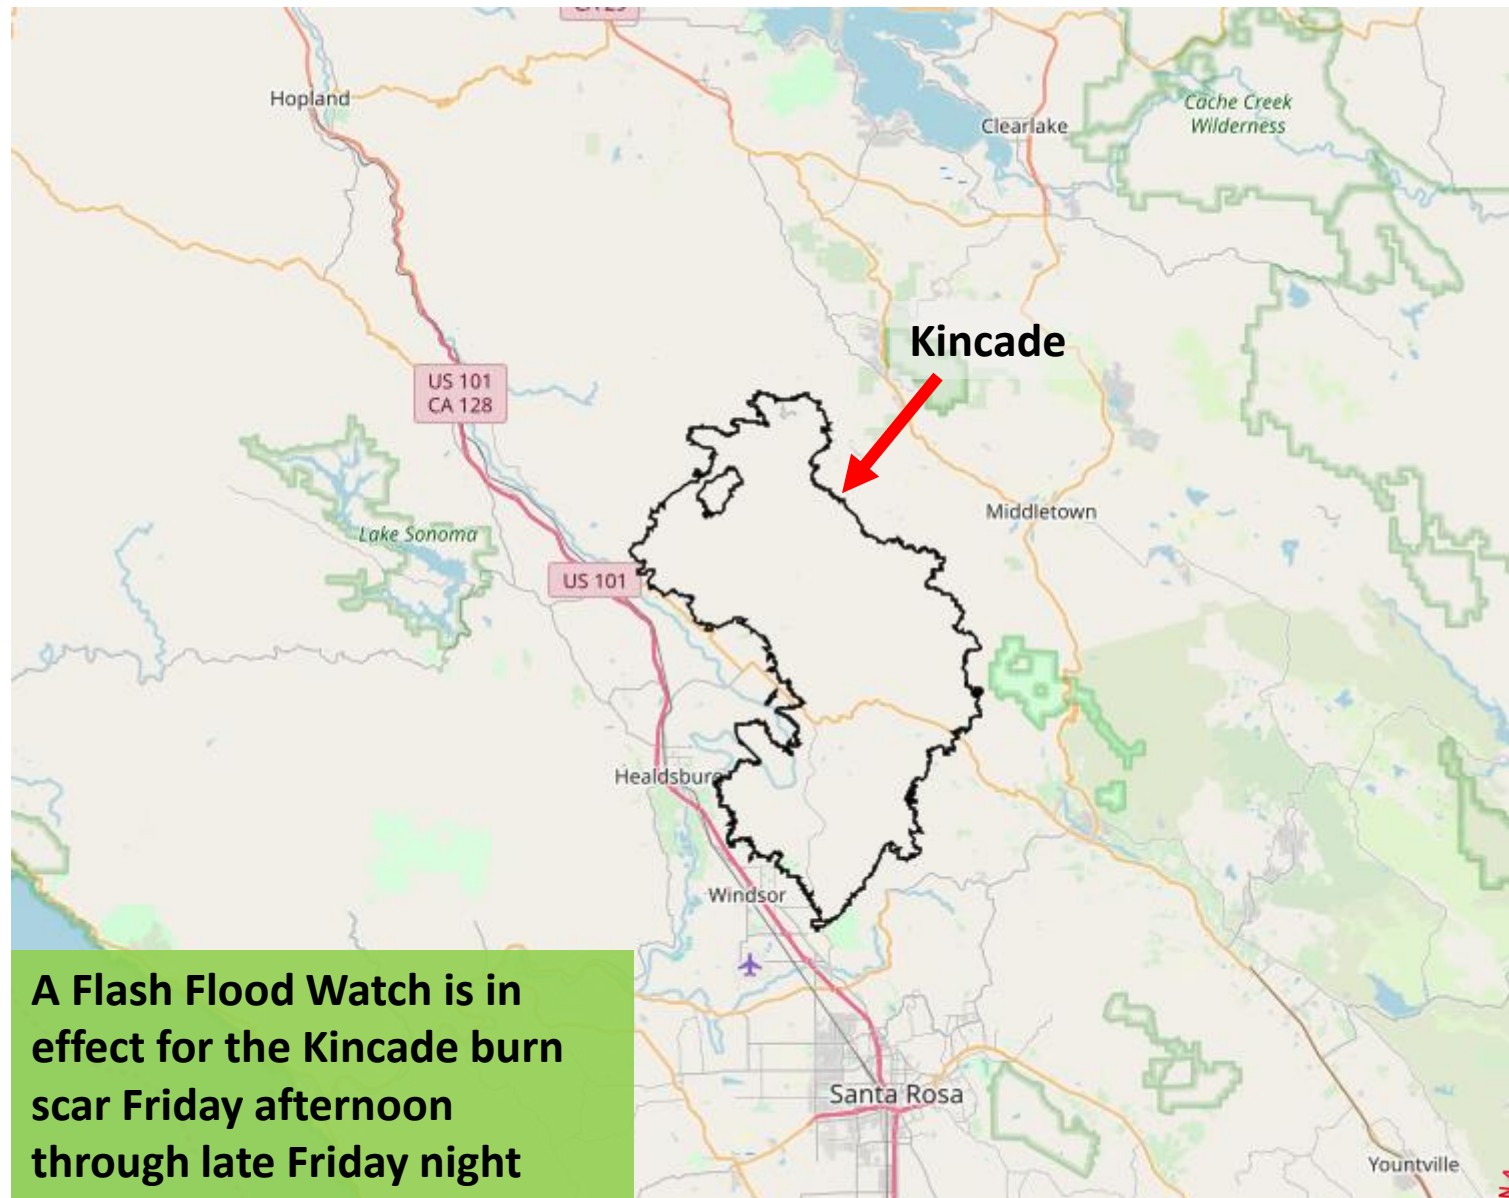 Hopland
Clearlake
Cache Creek
Wilderness
Kincade
US 101
CA 128
Middletown
Lake Sonoma
US 101
Healdsburg
Windsor
Santa Rosa
Yountville
A Flash Flood Watch is in
effect for the Kincade burn
scar Friday afternoon
through late Friday night